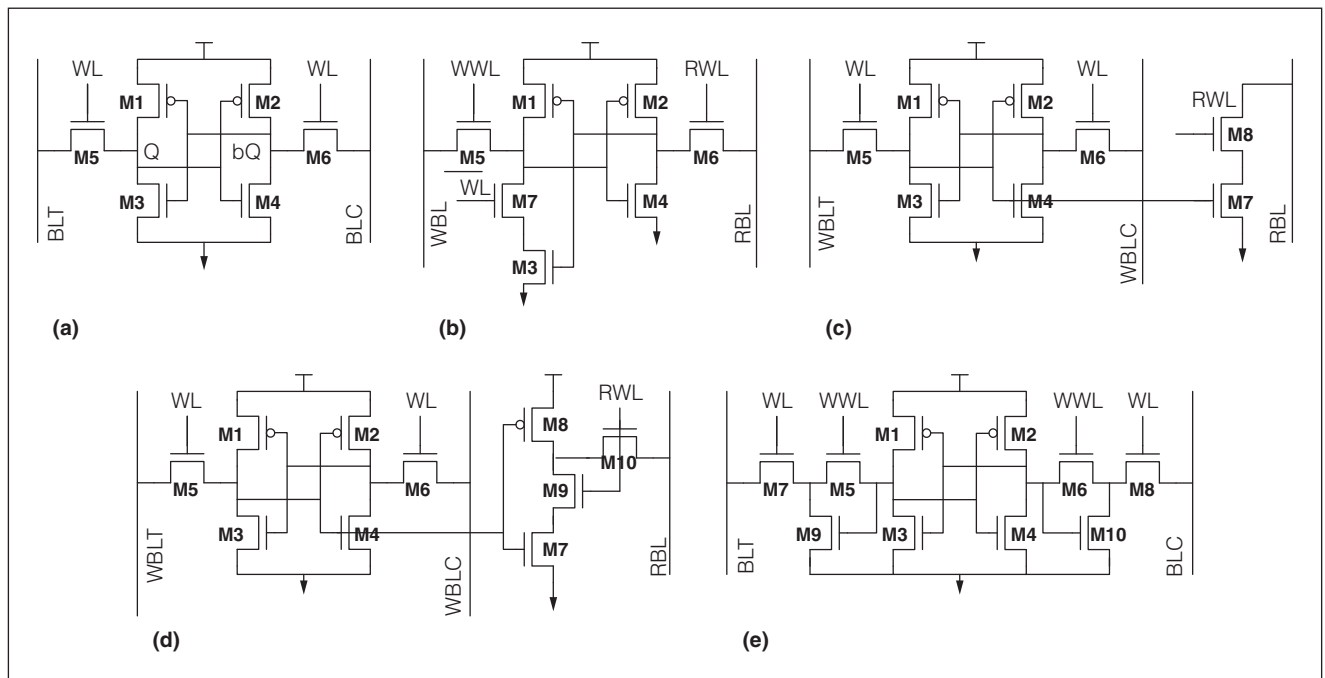 WL WL
M1 M2
Q bQ
M5 M6
M3 M4
BLT BLC
(a)
WWL RWL
M1 M2
M5 M6
WL M7 M4
M3
WBL RBL
(b)
WL WL
RWL
M1 M2
M8
M5 M6
M3 M4 M7
WBLT WBLC RBL
(c)
WL WL RWL
M1 M2 M8
M10
M5 M6 M9
M3 M4 M7
WBLT WBLC RBL
(d)
WL WWL WWL WL
M1 M2
M7 M5 M6 M8
M9 M3 M4 M10
BLT BLC
(e)